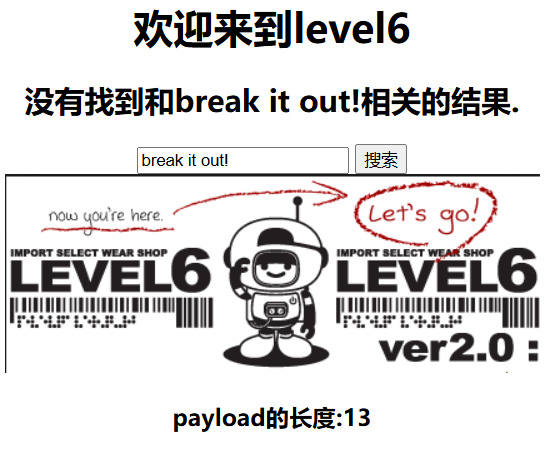 欢迎来到level6
没有找到和break it out!相关的结果.
break it out! 搜索
now you're here. Let's go!
IMPORT SELECT WEAR SHOP IMPORT SELECT WEAR SHOP
LEVEL6 LEVEL6
ver2.0 :
payload的长度:13